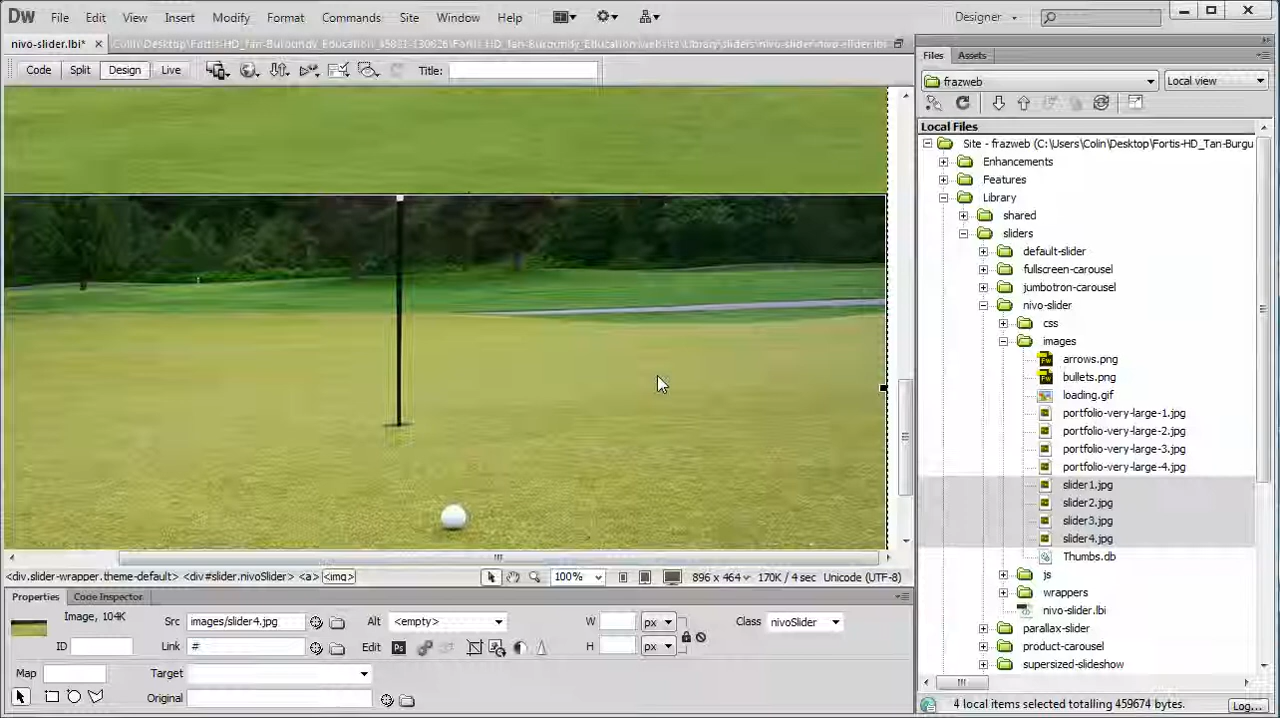 Dw File Edit View Insert Modify Format Commands Site Window Help Designer
nivo-slider.lbi* Colin\Desktop\Fortis-HD_Tan-Burgundy_Education_
Files Assets
Code Split Design Live Title:
frazweb Local view
Local Files
Site - frazweb (C:\Users\Colin\Desktop\Fortis-HD_Tan-Burgu
Enhancements
Features
Library
shared
sliders
default-slider
fullscreen-carousel
jumbotron-carousel
nivo-slider
css
images
arrows.png
bullets.png
loading.gif
portfolio-very-large-1.jpg
portfolio-very-large-2.jpg
portfolio-very-large-3.jpg
portfolio-very-large-4.jpg
slider1.jpg
slider2.jpg
slider3.jpg
slider4.jpg
Thumbs.db
js
wrappers
nivo-slider.lbi
parallax-slider
product-carousel
supersized-slideshow
<div.slider-wrapper.theme-default> <div#slider.nivoSlider> <a> <img> 100% 896 x 464 170K / 4 sec Unicode (UTF-8)
Properties Code Inspector
Image, 104K Src images/slider4.jpg Alt <empty> W px Class nivoSlider
ID Link # Edit Ps H px
Map Target
Original
4 local items selected totalling 459674 bytes. Log...